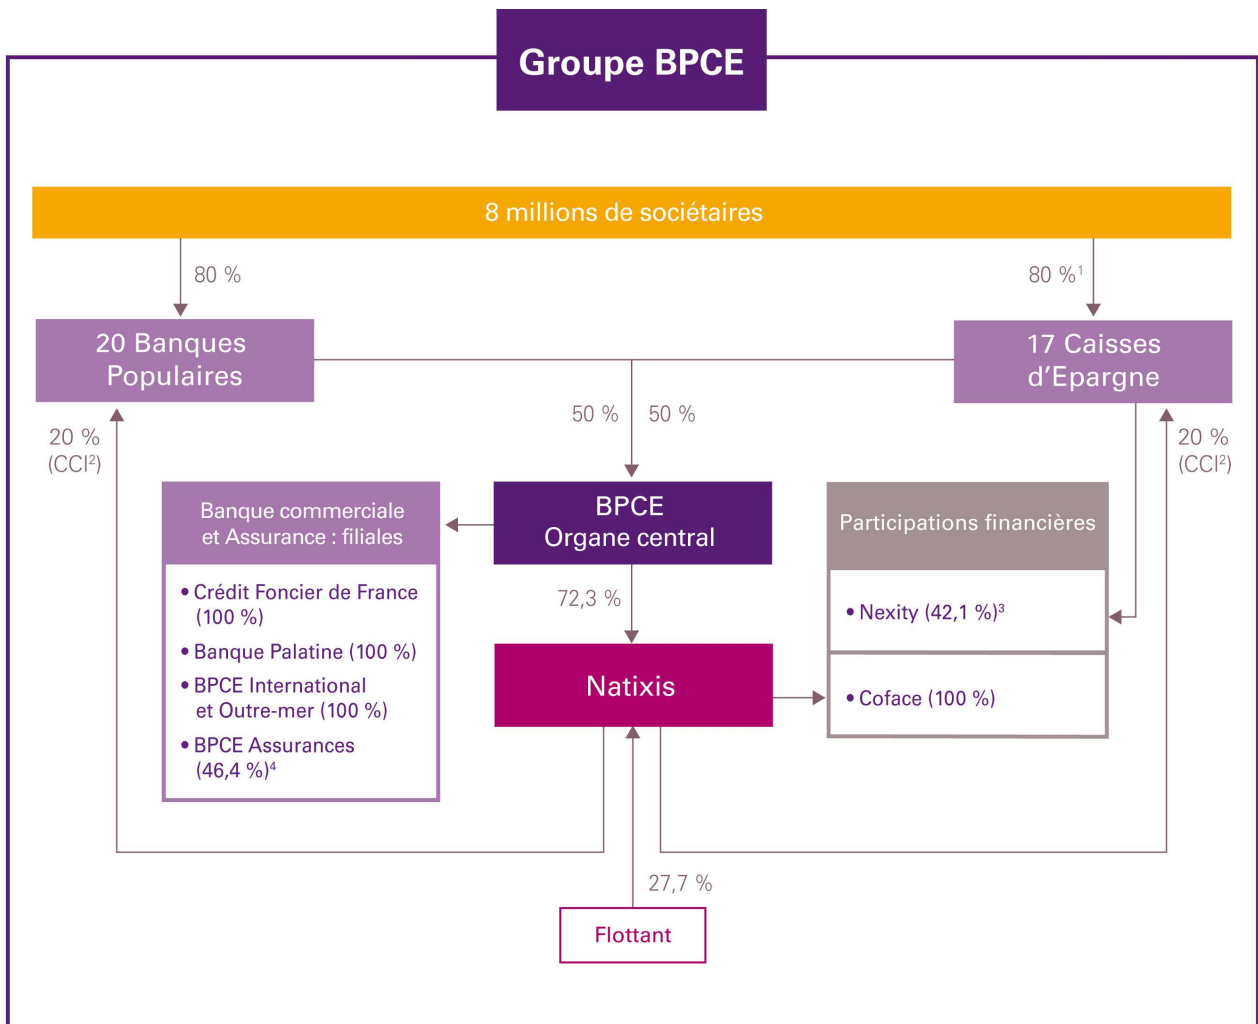 Groupe BPCE
8 millions de sociétaires
80 %
80 %¹
20 Banques
Populaires
17 Caisses
d'Epargne
50 %
50 %
20 %
(CCI²)
20 %
(CCI²)
Banque commerciale
et Assurance : filiales
• Crédit Foncier de France
(100 %)
• Banque Palatine (100 %)
• BPCE International
et Outre-mer (100 %)
• BPCE Assurances
(46,4 %)⁴
BPCE
Organe central
72,3 %
Natixis
Participations financières
• Nexity (42,1 %)³
• Coface (100 %)
27,7 %
Flottant